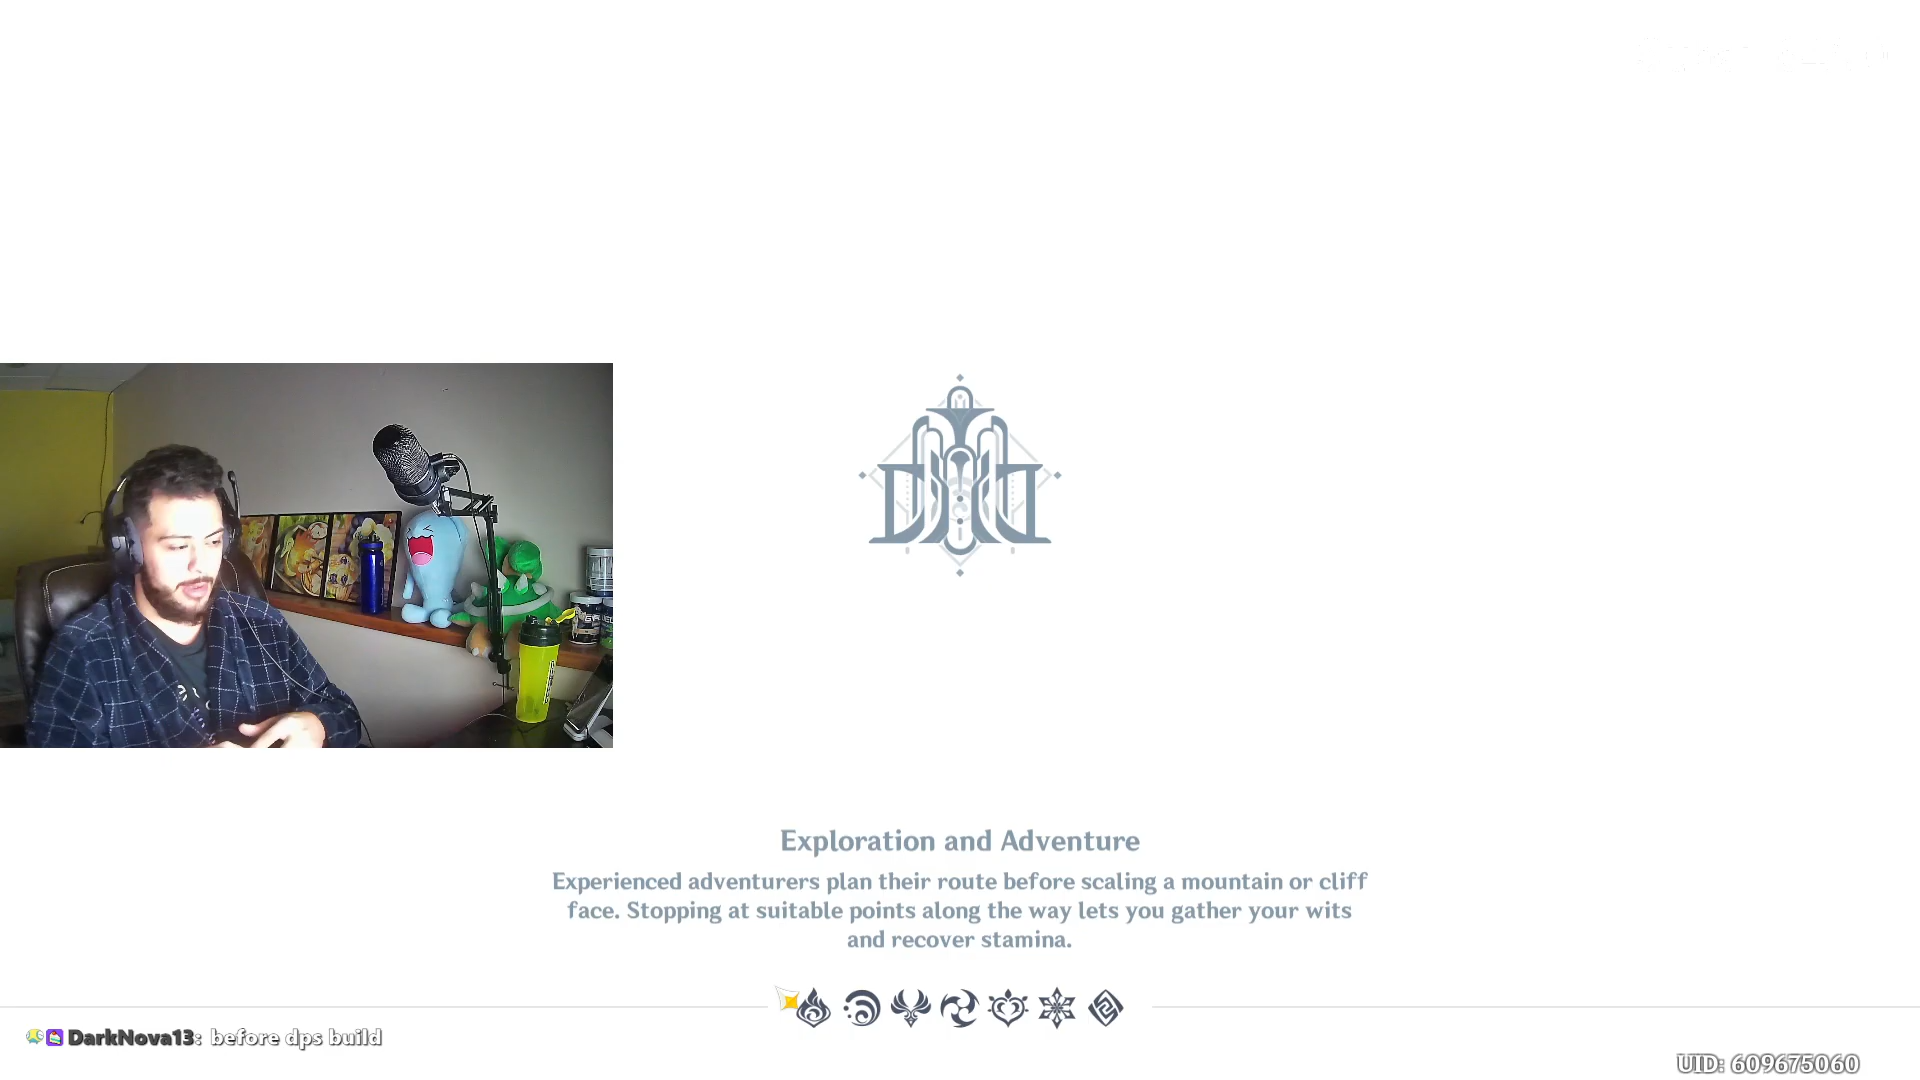 Exploration and Adventure
Experienced adventurers plan their route before scaling a mountain or cliff
face. Stopping at suitable points along the way lets you gather your wits
and recover stamina.
DarkNova13: before dps build
UID: 609675060